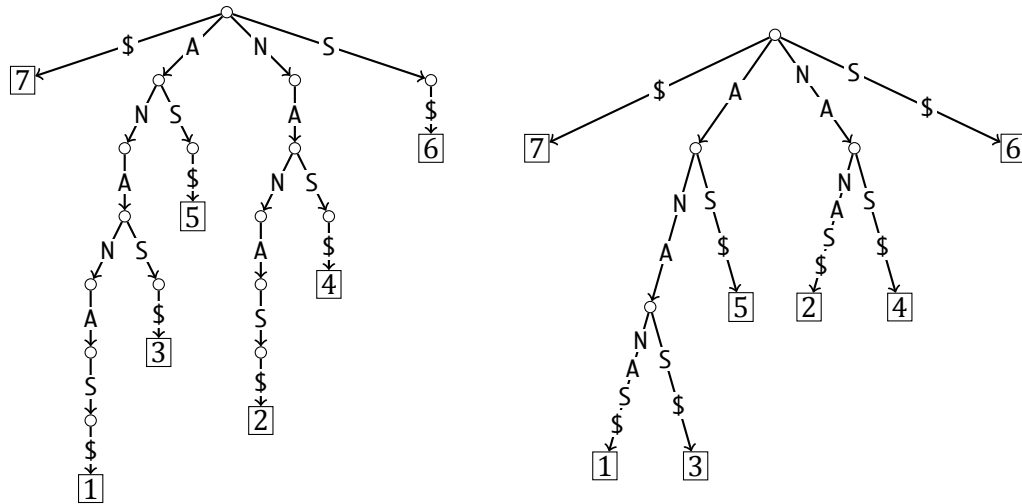 $ A N S
7
N S A $
6
A $ N S
5
N S A $
4
A $ S
3
S $
2
$
1
$ A N A S $
7 6
N A S $ N A S $ S $
5 2 4
N A S $ S $
1 3